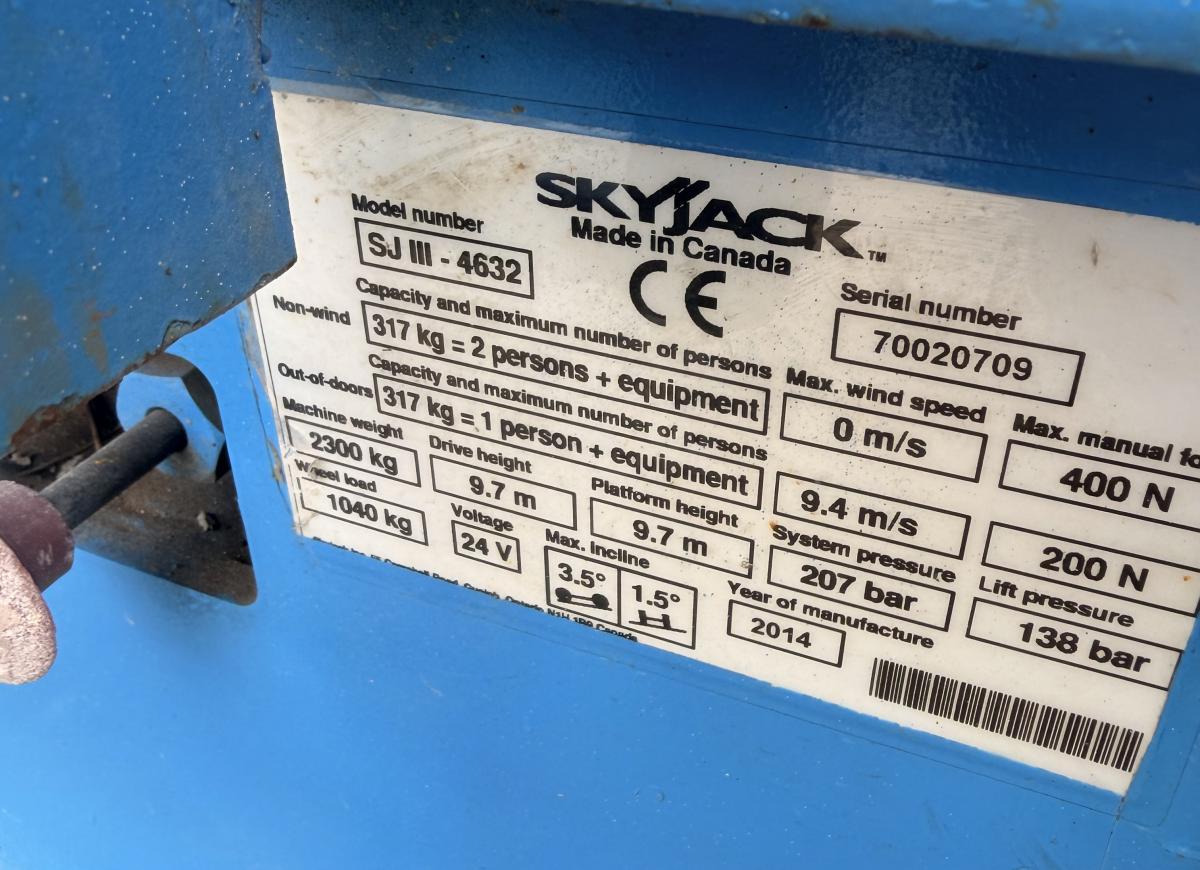 SKYJACK™
Made in Canada
CE
Model number
SJ III - 4632
Serial number
70020709
Capacity and maximum number of persons
Non-wind
317 kg = 2 persons + equipment
Max. wind speed
0 m/s
Max. manual fo
400 N
Capacity and maximum number of persons
Out-of-doors
317 kg = 1 person + equipment
9.4 m/s
200 N
Machine weight
2300 kg
Drive height
9.7 m
Platform height
9.7 m
System pressure
207 bar
Lift pressure
138 bar
Wheel load
1040 kg
Voltage
24 V
Max. incline
3.5° 1.5°
Year of manufacture
2014
Canada